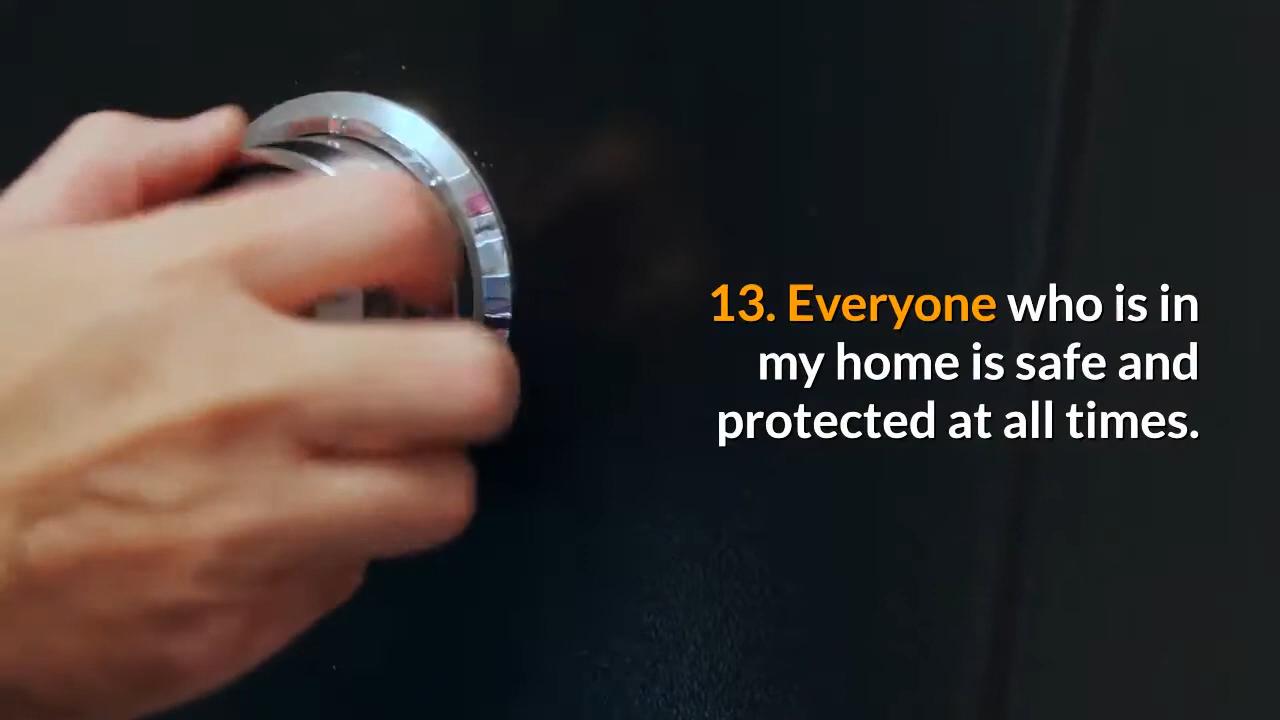 13. Everyone who is in
my home is safe and
protected at all times.